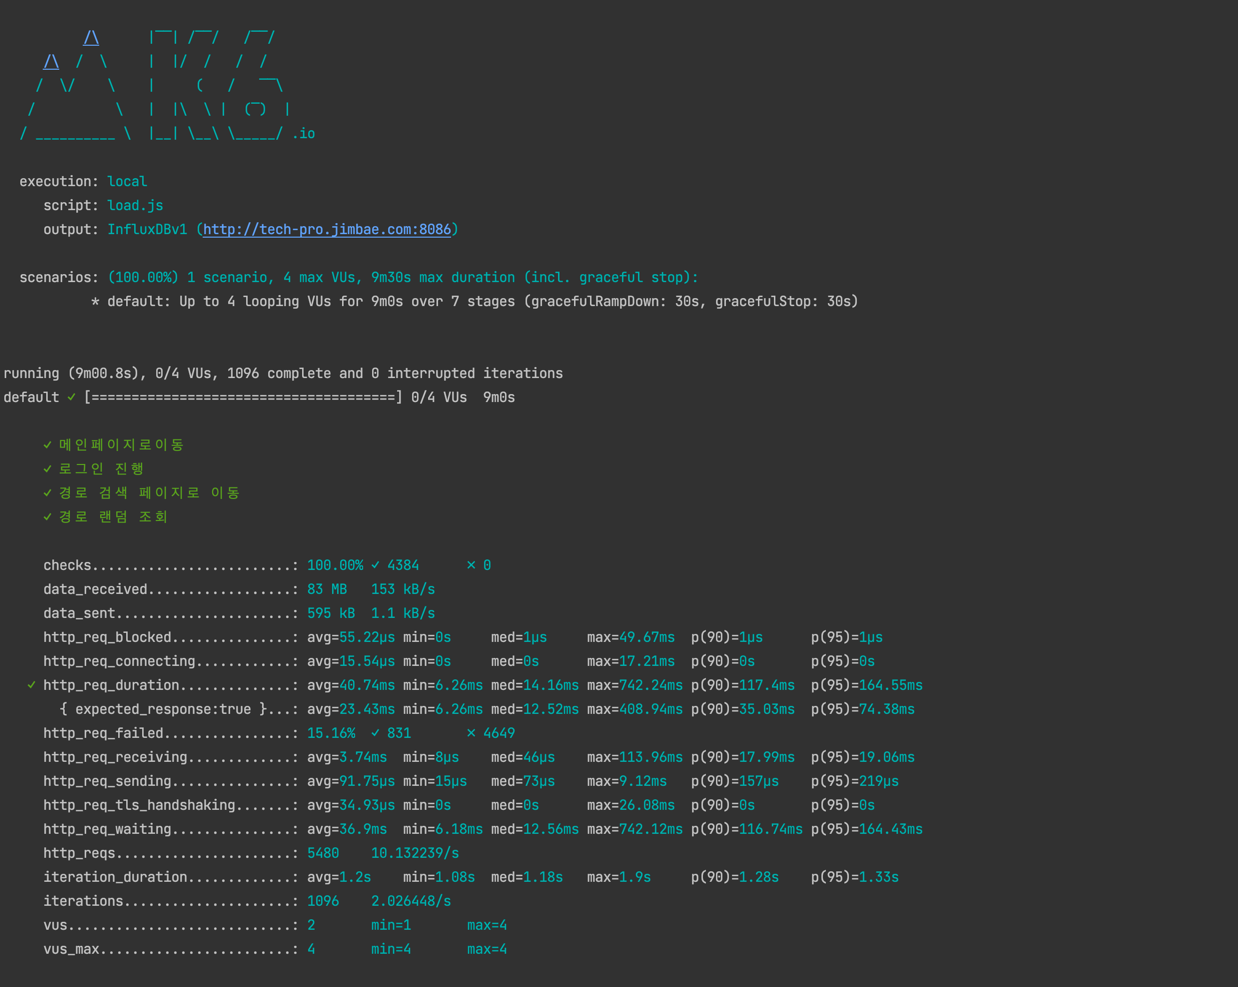 /\      |‾‾| /‾‾/   /‾‾/
    /\  /  \     |  |/  /   /  /
   /  \/    \    |     (   /   ‾‾\
  /          \   |  |\  \ |  (‾)  |
 / __________ \  |__| \__\ \_____/ .io
execution: local
script: load.js
output: InfluxDBv1 (http://tech-pro.jimbae.com:8086)
scenarios: (100.00%) 1 scenario, 4 max VUs, 9m30s max duration (incl. graceful stop):
* default: Up to 4 looping VUs for 9m0s over 7 stages (gracefulRampDown: 30s, gracefulStop: 30s)
running (9m00.8s), 0/4 VUs, 1096 complete and 0 interrupted iterations
default ✓ [======================================] 0/4 VUs  9m0s
✓ 메인페이지로이동
✓ 로그인 진행
✓ 경로 검색 페이지로 이동
✓ 경로 랜덤 조회
checks.........................: 100.00% ✓ 4384      ✗ 0
data_received..................: 83 MB   153 kB/s
data_sent......................: 595 kB  1.1 kB/s
http_req_blocked...............: avg=55.22µs min=0s     med=1µs     max=49.67ms  p(90)=1µs      p(95)=1µs
http_req_connecting............: avg=15.54µs min=0s     med=0s      max=17.21ms  p(90)=0s       p(95)=0s
✓ http_req_duration..............: avg=40.74ms min=6.26ms med=14.16ms max=742.24ms p(90)=117.4ms  p(95)=164.55ms
{ expected_response:true }...: avg=23.43ms min=6.26ms med=12.52ms max=408.94ms p(90)=35.03ms  p(95)=74.38ms
http_req_failed................: 15.16%  ✓ 831       ✗ 4649
http_req_receiving.............: avg=3.74ms  min=8µs    med=46µs    max=113.96ms p(90)=17.99ms  p(95)=19.06ms
http_req_sending...............: avg=91.75µs min=15µs   med=73µs    max=9.12ms   p(90)=157µs    p(95)=219µs
http_req_tls_handshaking.......: avg=34.93µs min=0s     med=0s      max=26.08ms  p(90)=0s       p(95)=0s
http_req_waiting...............: avg=36.9ms  min=6.18ms med=12.56ms max=742.12ms p(90)=116.74ms p(95)=164.43ms
http_reqs......................: 5480    10.132239/s
iteration_duration.............: avg=1.2s    min=1.08s  med=1.18s   max=1.9s     p(90)=1.28s    p(95)=1.33s
iterations.....................: 1096    2.026448/s
vus............................: 2       min=1       max=4
vus_max........................: 4       min=4       max=4